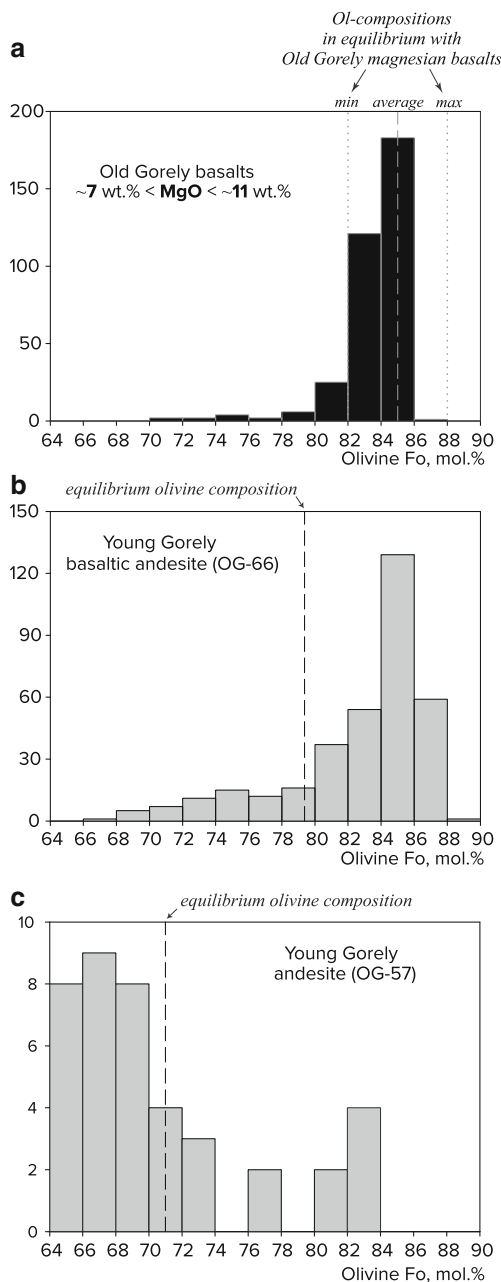 a
Ol-compositions
in equilibrium with
Old Gorely magnesian basalts
min average max
200
150
100
50
0
Old Gorely basalts
~7 wt.% < MgO < ~11 wt.%
64 66 68 70 72 74 76 78 80 82 84 86 88 90
Olivine Fo, mol.%
b
equilibrium olivine composition
150
120
90
60
30
0
Young Gorely
basaltic andesite (OG-66)
64 66 68 70 72 74 76 78 80 82 84 86 88 90
Olivine Fo, mol.%
c
equilibrium olivine composition
10
8
6
4
2
0
Young Gorely
andesite (OG-57)
64 66 68 70 72 74 76 78 80 82 84 86 88 90
Olivine Fo, mol.%